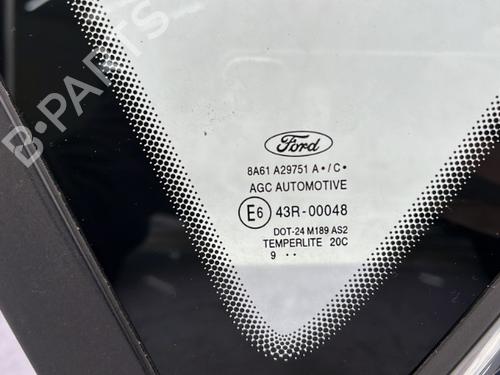 B-PARTS
Ford
8A61 A29751 A•/C•
AGC AUTOMOTIVE
E6 43R-00048
DOT-24 M189 AS2
TEMPERLITE 20C
9 ..